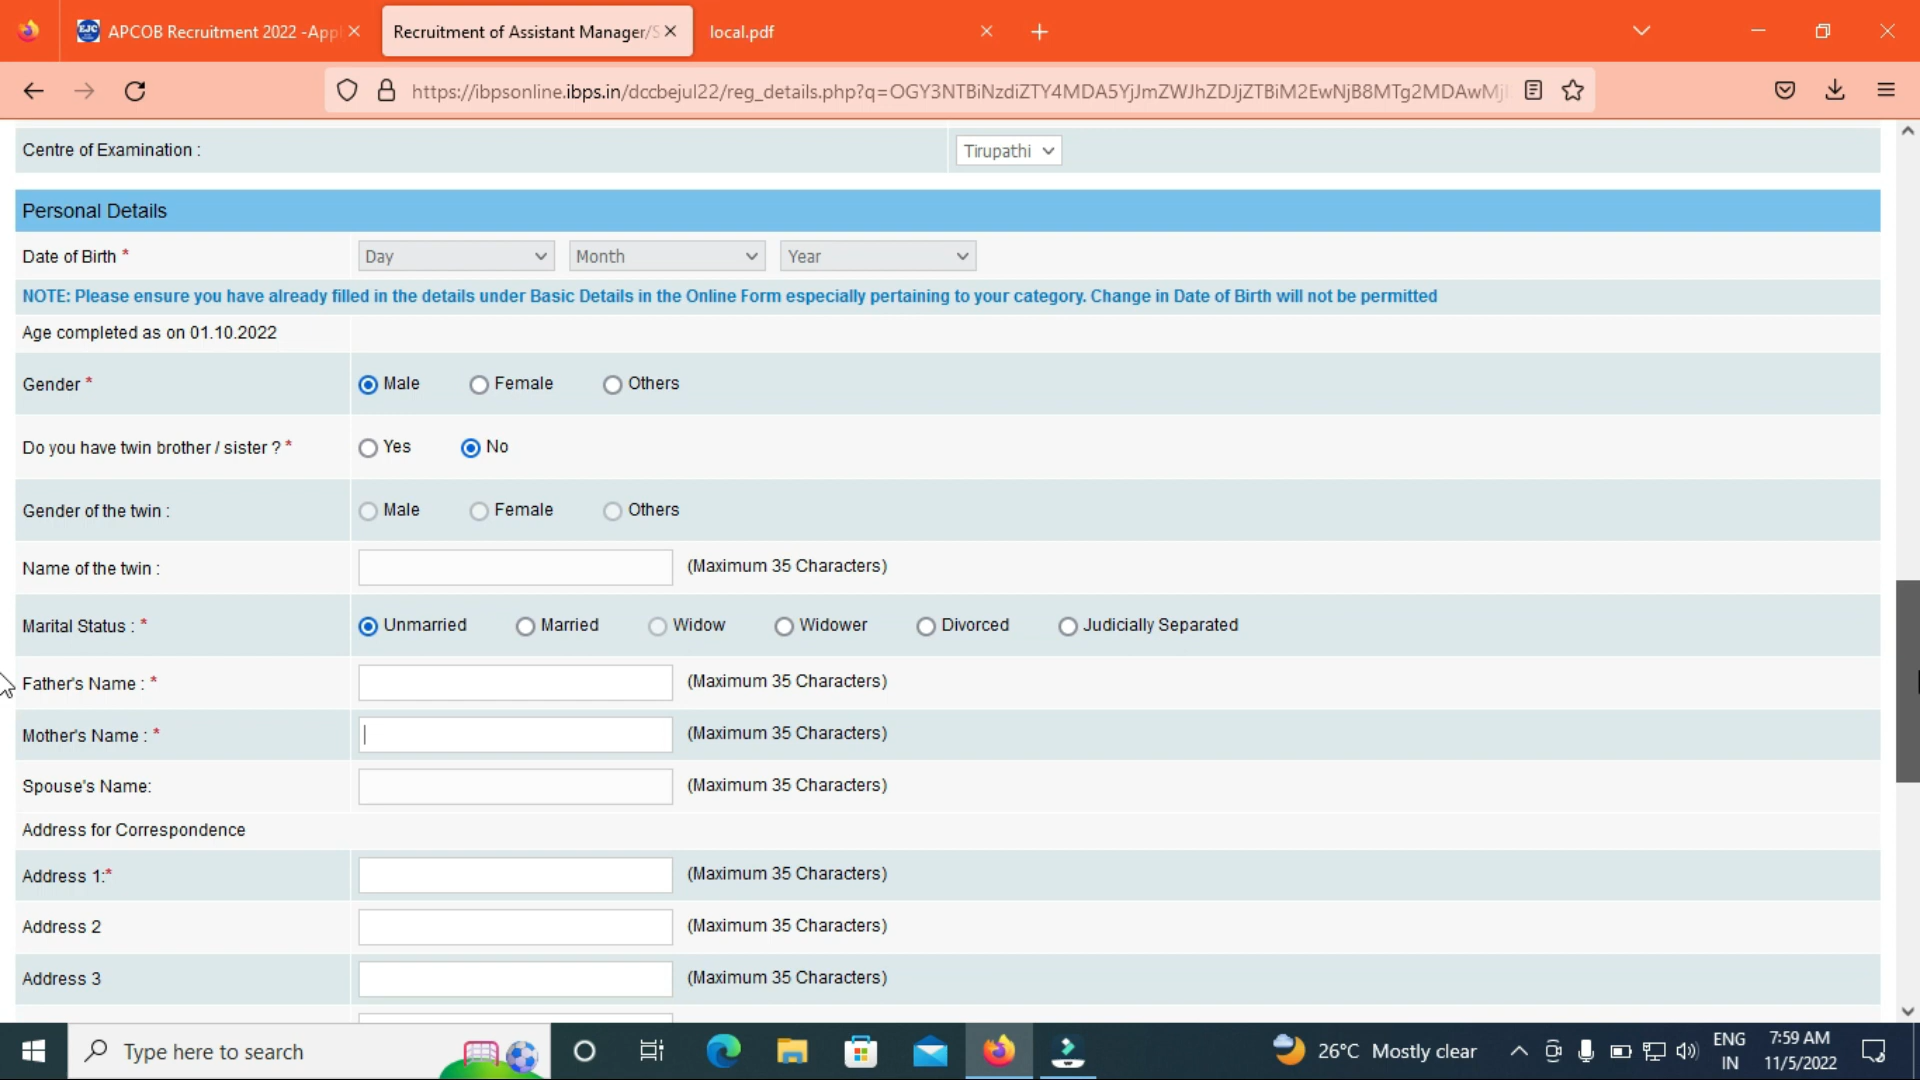 APCOB Recruitment 2022 -Appl
Recruitment of Assistant Manager/S
local.pdf
https://ibpsonline.ibps.in/dccbejul22/reg_details.php?q=OGY3NTBiNzdiZTY4MDA5YjJmZWJhZDJjZTBiM2EwNjB8MTg2MDAwMj
Centre of Examination :
Tirupathi
Personal Details
Date of Birth *
Day
Month
Year
NOTE: Please ensure you have already filled in the details under Basic Details in the Online Form especially pertaining to your category. Change in Date of Birth will not be permitted
Age completed as on 01.10.2022
Gender *
Male Female Others
Do you have twin brother / sister ? *
Yes No
Gender of the twin :
Male Female Others
Name of the twin :
(Maximum 35 Characters)
Marital Status : *
Unmarried Married Widow Widower Divorced Judicially Separated
Father's Name : *
(Maximum 35 Characters)
Mother's Name : *
(Maximum 35 Characters)
Spouse's Name:
(Maximum 35 Characters)
Address for Correspondence
Address 1:*
(Maximum 35 Characters)
Address 2
(Maximum 35 Characters)
Address 3
(Maximum 35 Characters)
Type here to search
26°C Mostly clear
ENG
IN
7:59 AM
11/5/2022